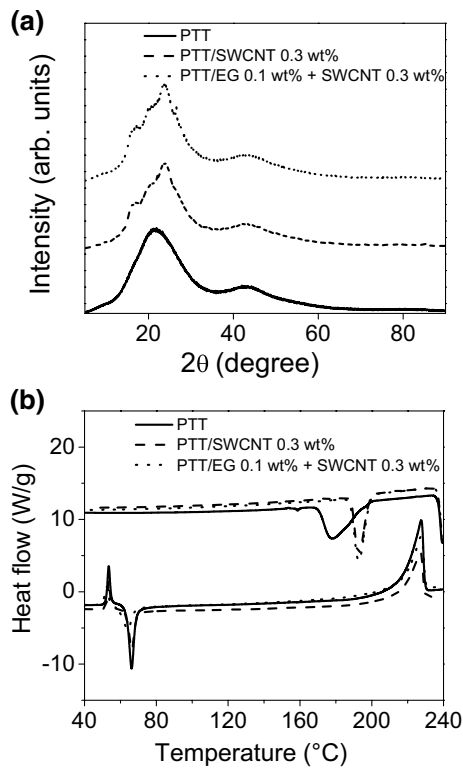 (a)
PTT
PTT/SWCNT 0.3 wt%
PTT/EG 0.1 wt% + SWCNT 0.3 wt%
Intensity (arb. units)
20 40 60 80
2θ (degree)
(b)
PTT
PTT/SWCNT 0.3 wt%
PTT/EG 0.1 wt% + SWCNT 0.3 wt%
Heat flow (W/g)
20
10
0
-10
40 80 120 160 200 240
Temperature (°C)